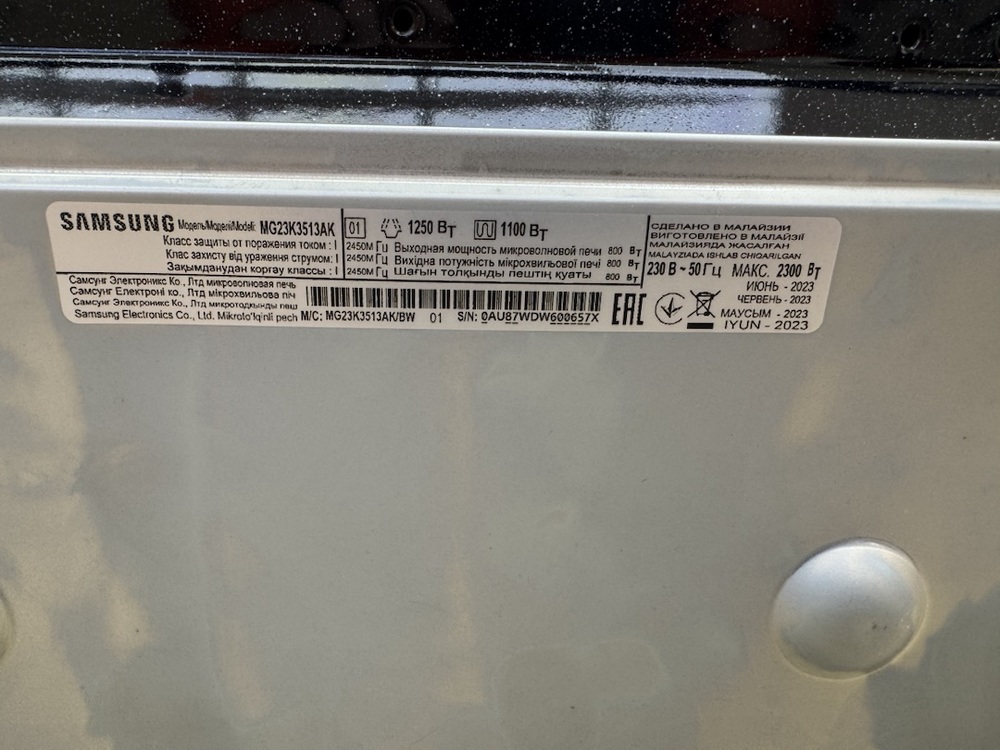 SAMSUNG Модель/Моделі/Model: MG23K3513AK
Класс защиты от поражения током : I
Клас захисту від ураження струмом : I
Зақымданудан қорғау классы : I
01 1250 Вт 1100 Вт
2450М Гц Выходная мощность микроволновой печи 800 Вт
2450М Гц Вихідна потужність мікрохвильової печі 800 Вт
2450М Гц Шағын толқынды пештің қуаты 800 Вт
СДЕЛАНО В МАЛАЙЗИИ
ВИГОТОВЛЕНО В МАЛАЙЗІЇ
МАЛАЙЗИЯДА ЖАСАЛҒАН
MALAYZIADA ISHLAB CHIQARILGAN
230 В ~ 50 Гц МАКС. 2300 Вт
Самсунг Электроникс Ко., Лтд микроволновая печь
Самсунг Електроні ко., Лтд мікрохвильова піч
Самсунг Электроникс Ко., Лтд микротолқынды пеш
Samsung Electronics Co., Ltd. Mikroto'lqinli pech
M/C: MG23K3513AK/BW 01 S/N: 0AU87WDW600657X
EAC
ИЮНЬ - 2023
ЧЕРВЕНЬ - 2023
МАУСЫМ - 2023
IYUN - 2023